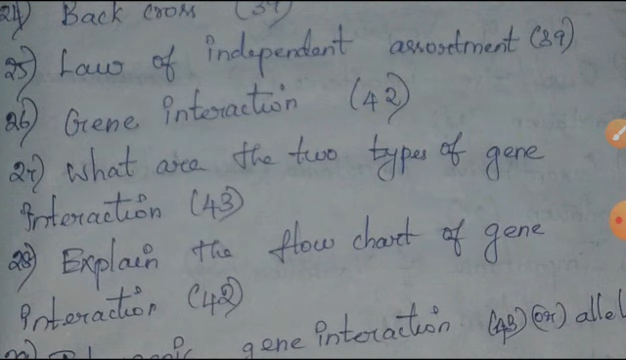 24) Back cross (39)
25) Law of independent assortment (39)
26) Gene interaction (42)
27) What are the two types of gene
interaction (43)
28) Explain the flow chart of gene
interaction (42)
gene interaction (43) (or) allel